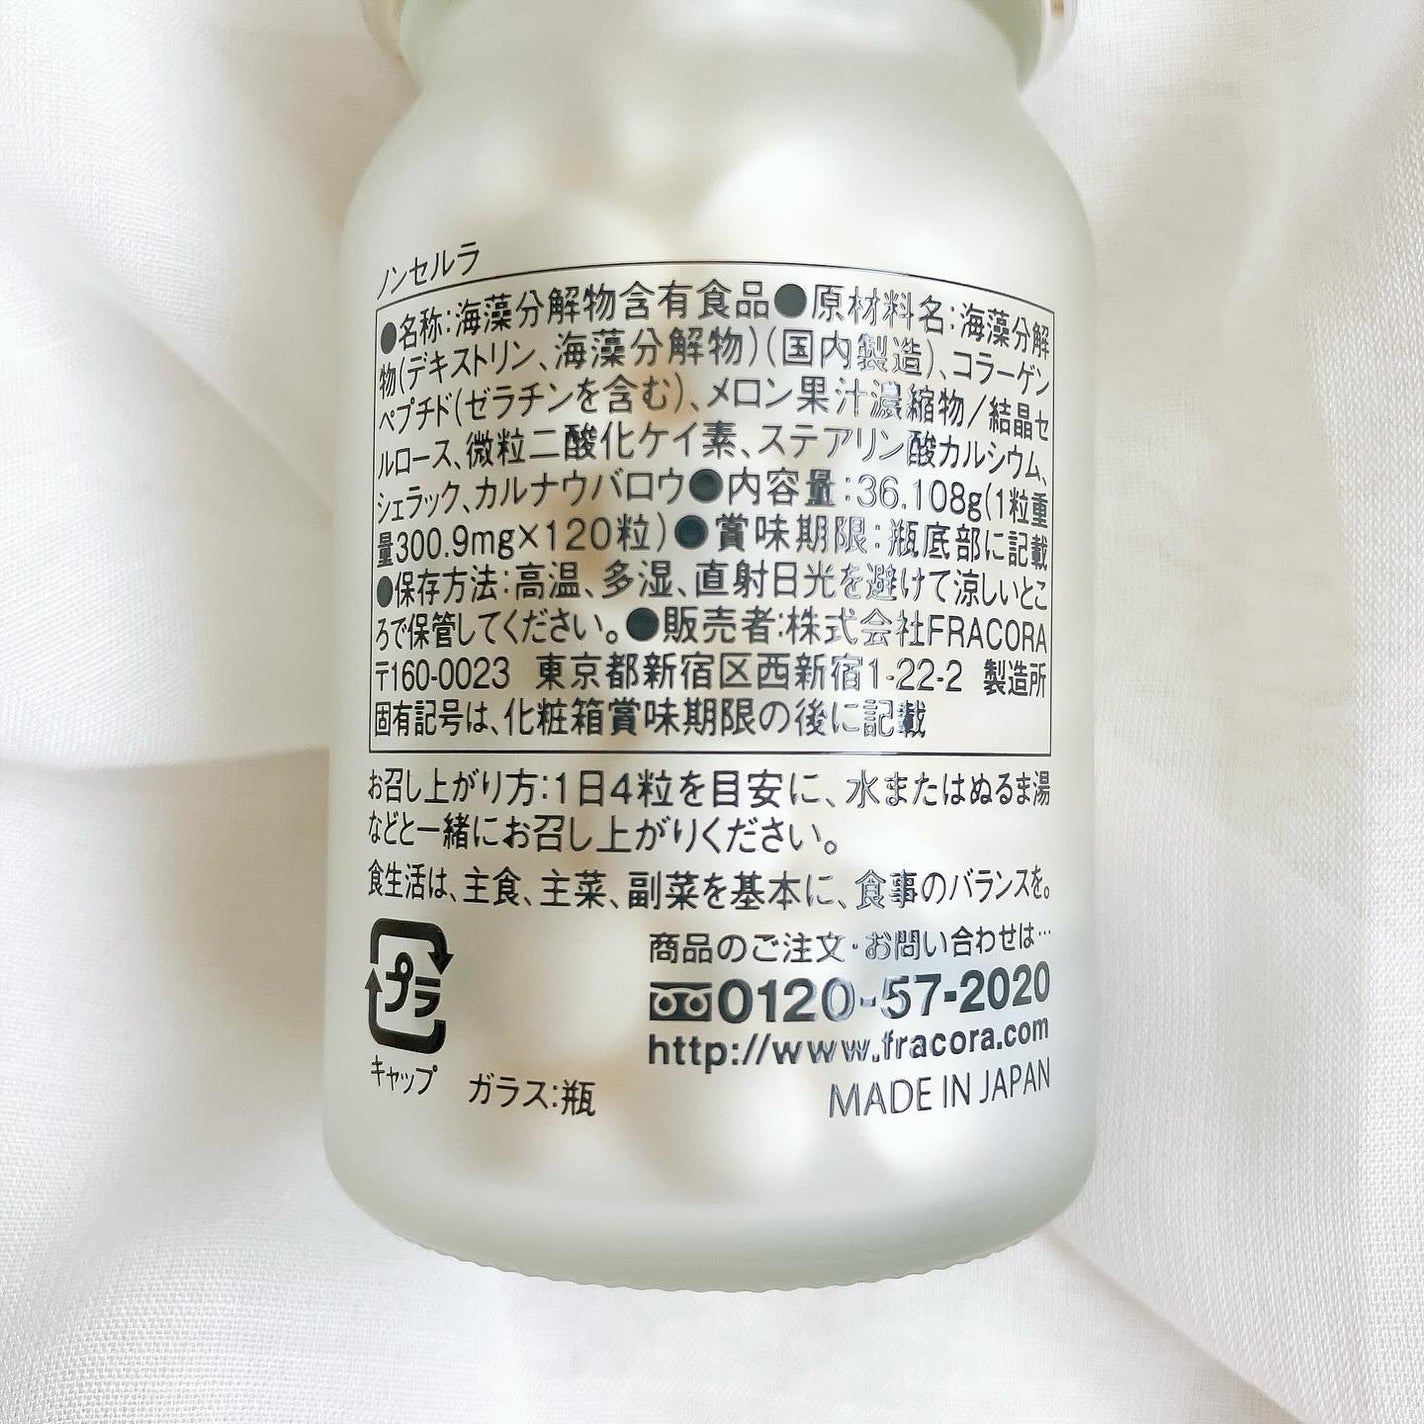 ノンセルラ
●名称:海藻分解物含有食品●原材料名:海藻分解
物(デキストリン、海藻分解物)(国内製造)、コラーゲン
ペプチド(ゼラチンを含む)、メロン果汁濃縮物/結晶セ
ルロース、微粒二酸化ケイ素、ステアリン酸カルシウム、
シェラック、カルナウバロウ●内容量:36.108g(1粒重
量300.9mg×120粒)●賞味期限:瓶底部に記載
●保存方法:高温、多湿、直射日光を避けて涼しいとこ
ろで保管してください。●販売者:株式会社FRACORA
〒160-0023 東京都新宿区西新宿1-22-2 製造所
固有記号は、化粧箱賞味期限の後に記載
お召し上がり方:1日4粒を目安に、水またはぬるま湯
などと一緒にお召し上がりください。
食生活は、主食、主菜、副菜を基本に、食事のバランスを。
プラ
キャップ
ガラス:瓶
商品のご注文・お問い合わせは…
0120-57-2020
http://www.fracora.com
MADE IN JAPAN